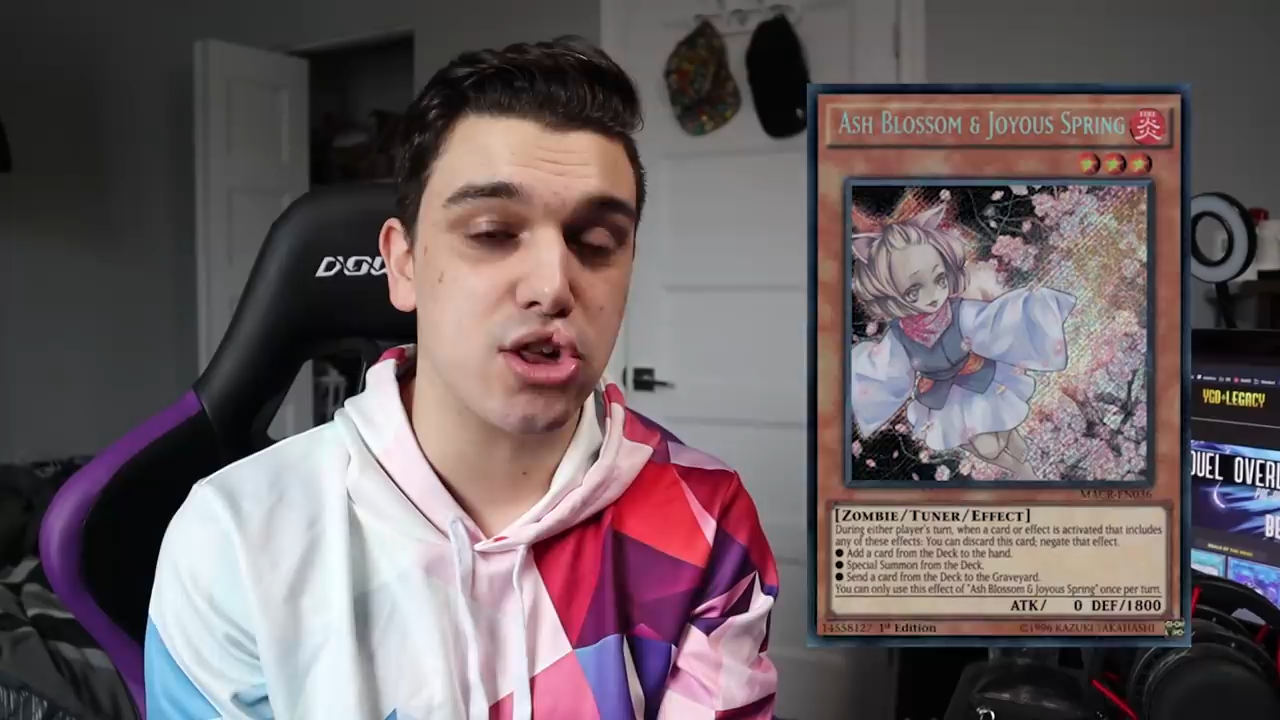 ASH BLOSSOM & JOYOUS SPRING
炎
MACR-EN036
[ZOMBIE/TUNER/EFFECT]
During either player's turn, when a card or effect is activated that includes
any of these effects: You can discard this card; negate that effect.
● Add a card from the Deck to the hand.
● Special Summon from the Deck.
● Send a card from the Deck to the Graveyard.
You can only use this effect of "Ash Blossom & Joyous Spring" once per turn.
ATK/ 0 DEF/1800
14558127 1st Edition
©1996 KAZUKI TAKAHASHI
YGO LEGACY
DUEL OVERL